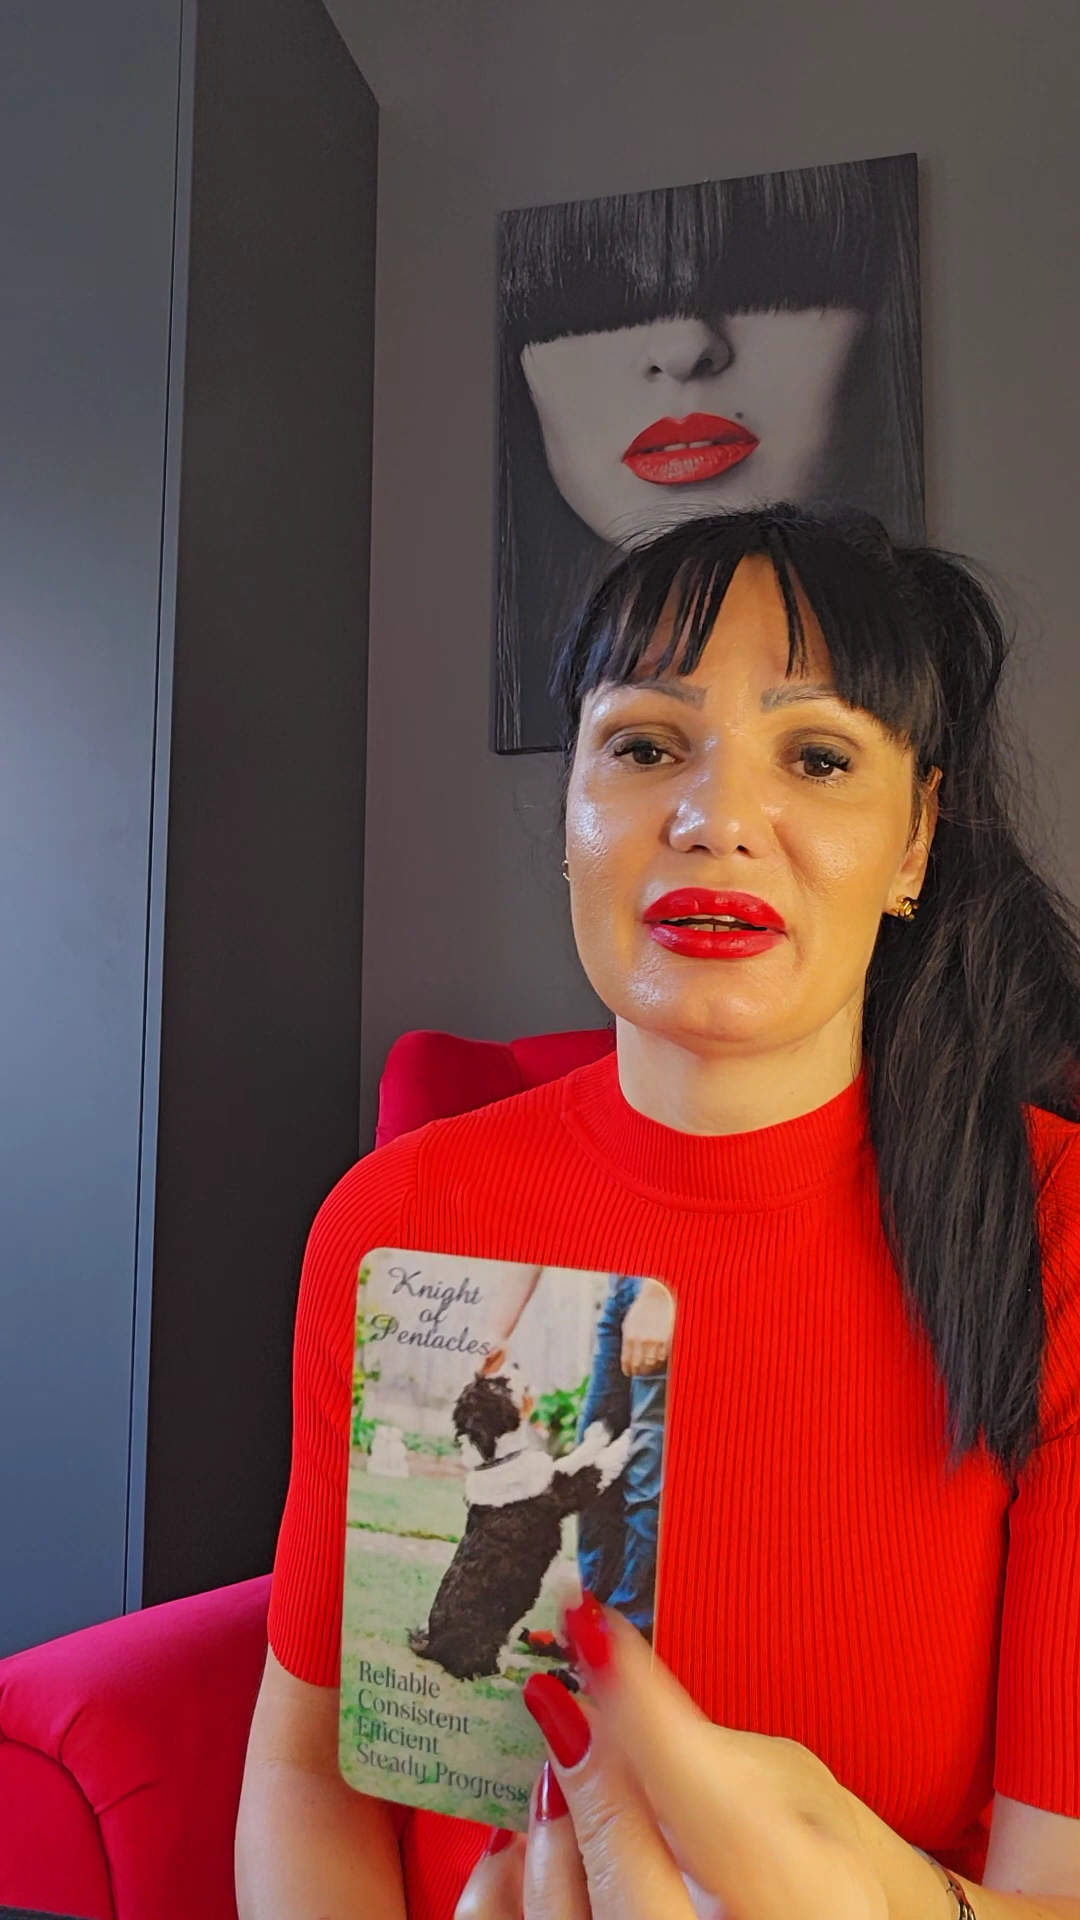 Knight
of
Pentacles
Reliable
Consistent
Efficient
Steady Progress